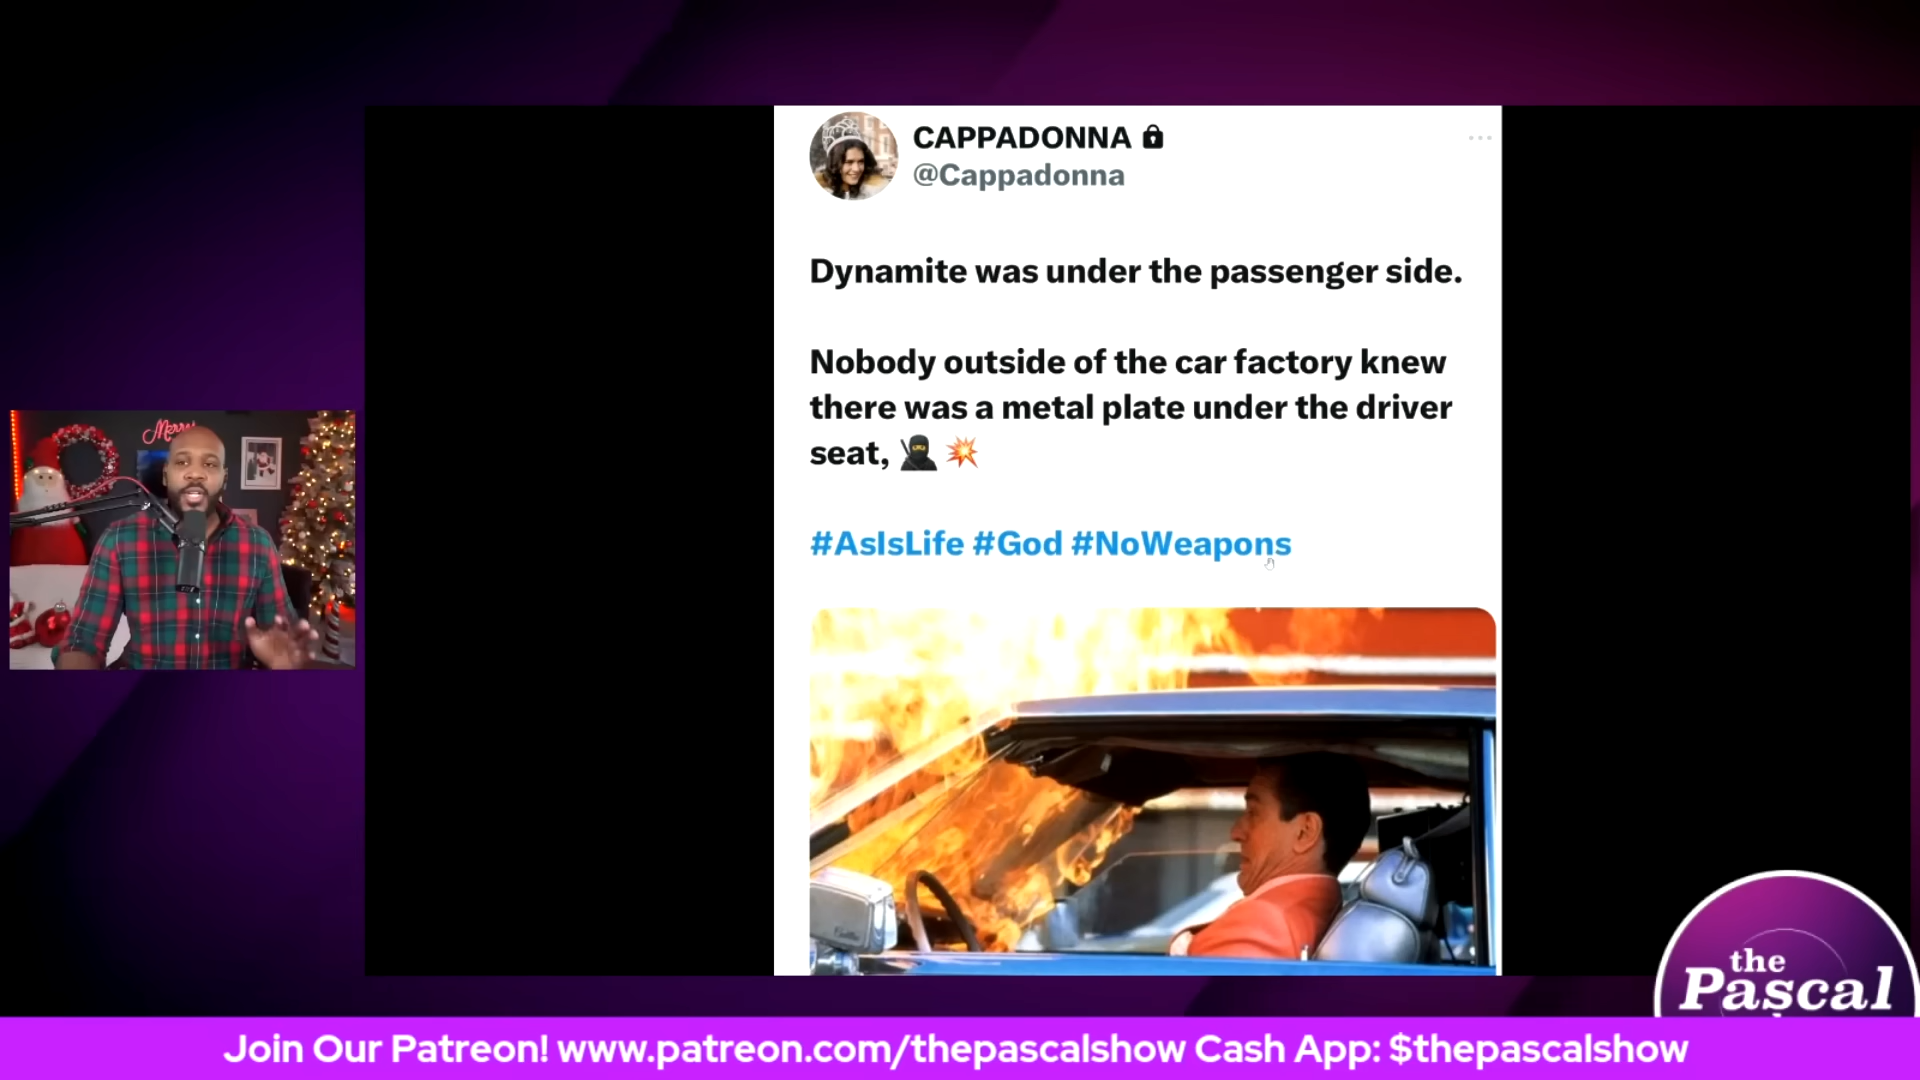 CAPPADONNA
@Cappadonna
Dynamite was under the passenger side.
Nobody outside of the car factory knew
there was a metal plate under the driver
seat, 🥷💥
#AsIsLife #God #NoWeapons
Merry
the
Pascal
Join Our Patreon! www.patreon.com/thepascalshow Cash App: $thepascalshow